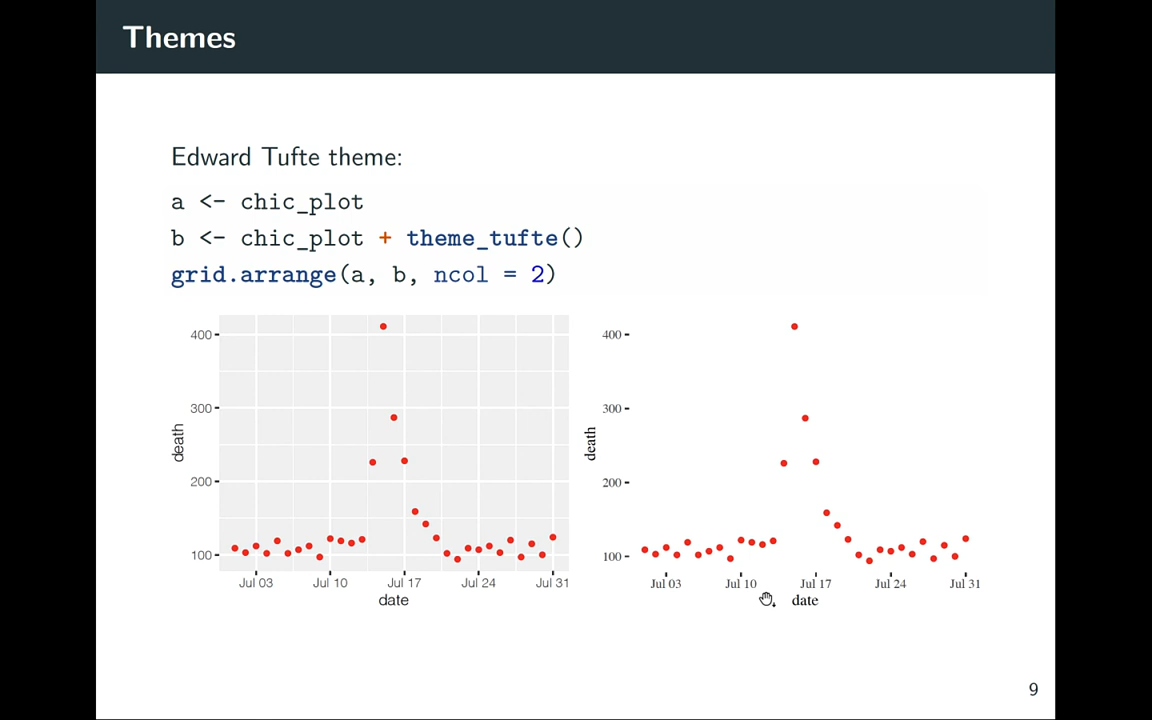 Themes
Edward Tufte theme:
a <- chic_plot
b <- chic_plot + theme_tufte()
grid.arrange(a, b, ncol = 2)
400
300
200
100
death
Jul 03 Jul 10 Jul 17 Jul 24 Jul 31
date
400
300
200
100
death
Jul 03 Jul 10 Jul 17 Jul 24 Jul 31
date
9